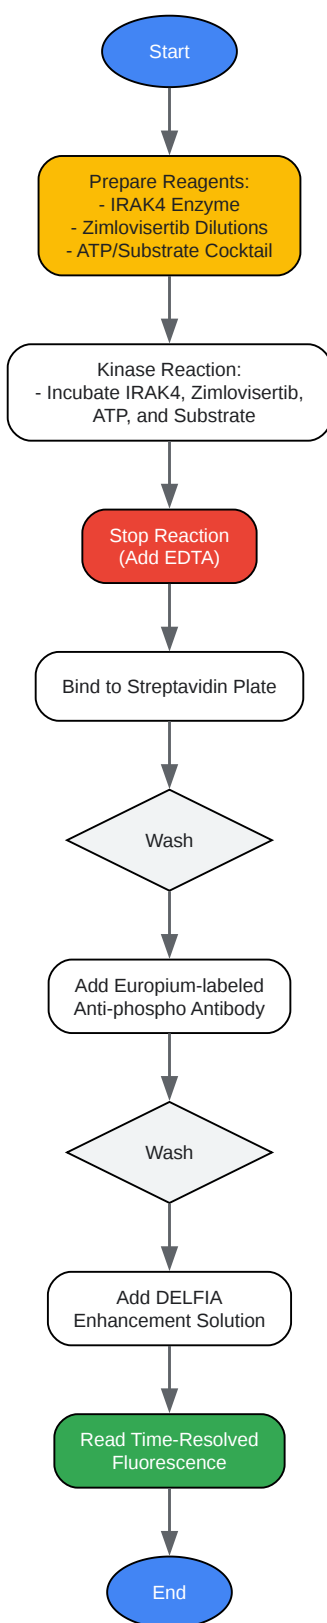 Start
Prepare Reagents:
- IRAK4 Enzyme
- Zimlovisertib Dilutions
- ATP/Substrate Cocktail
Kinase Reaction:
- Incubate IRAK4, Zimlovisertib,
ATP, and Substrate
Stop Reaction
(Add EDTA)
Bind to Streptavidin Plate
Wash
Add Europium-labeled
Anti-phospho Antibody
Wash
Add DELFIA
Enhancement Solution
Read Time-Resolved
Fluorescence
End